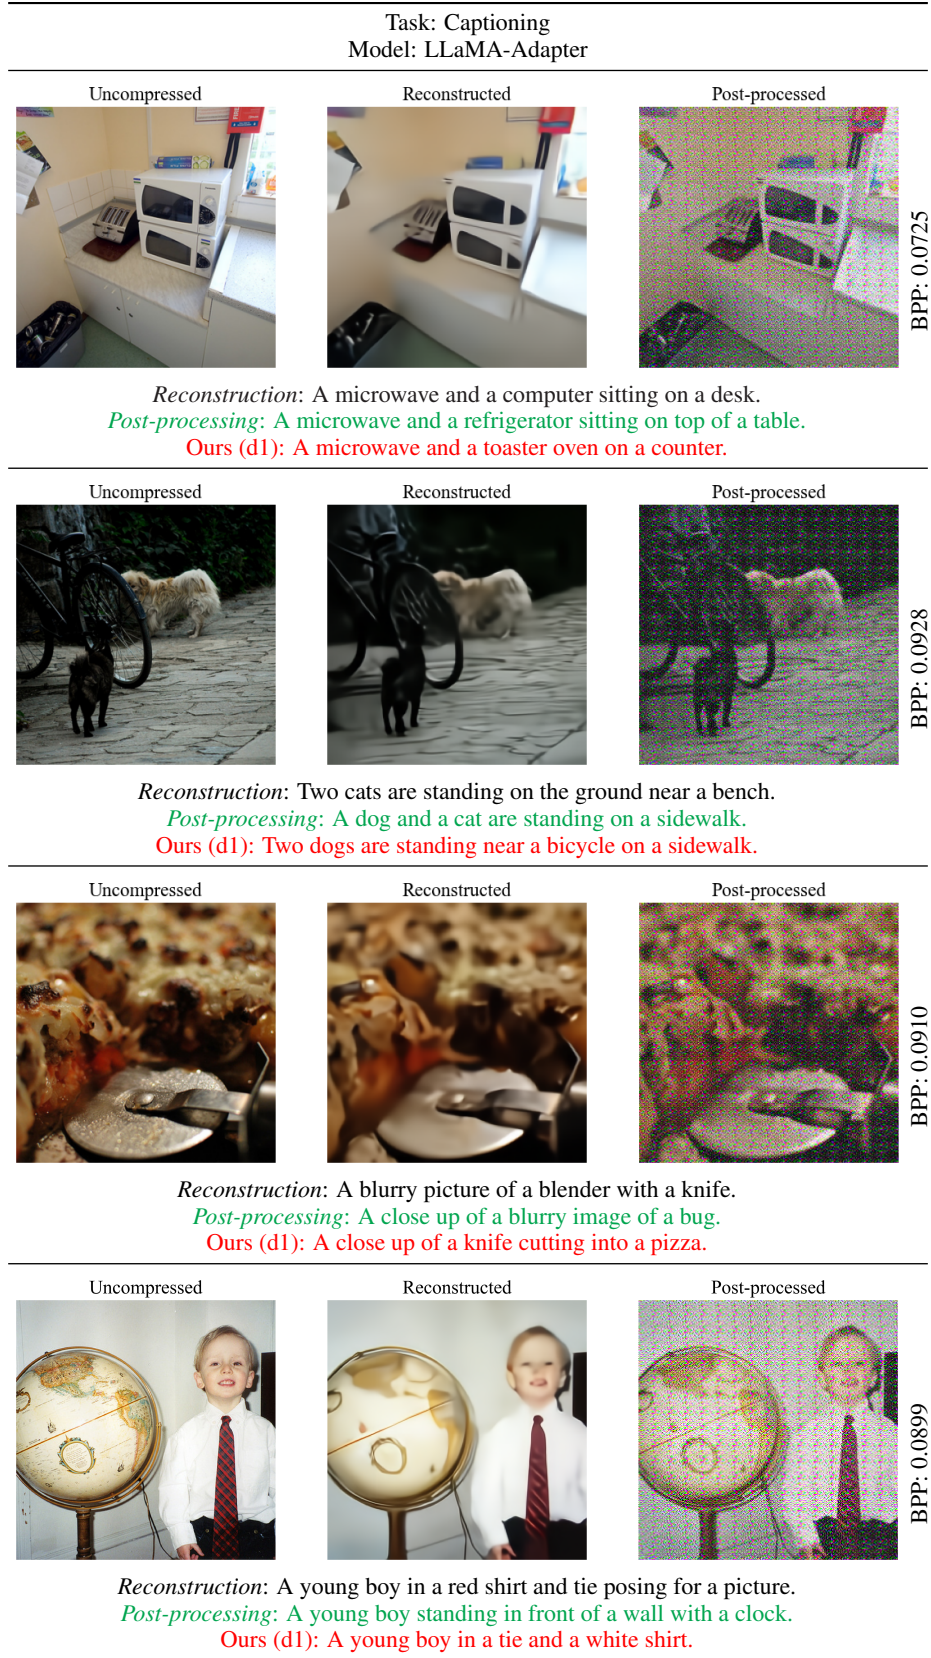 Task: Captioning
Model: LLaMA-Adapter
Uncompressed
Reconstructed
Post-processed
BPP: 0.0725
Reconstruction: A microwave and a computer sitting on a desk.
Post-processing: A microwave and a refrigerator sitting on top of a table.
Ours (d1): A microwave and a toaster oven on a counter.
Uncompressed
Reconstructed
Post-processed
BPP: 0.0928
Reconstruction: Two cats are standing on the ground near a bench.
Post-processing: A dog and a cat are standing on a sidewalk.
Ours (d1): Two dogs are standing near a bicycle on a sidewalk.
Uncompressed
Reconstructed
Post-processed
BPP: 0.0910
Reconstruction: A blurry picture of a blender with a knife.
Post-processing: A close up of a blurry image of a bug.
Ours (d1): A close up of a knife cutting into a pizza.
Uncompressed
Reconstructed
Post-processed
BPP: 0.0899
Reconstruction: A young boy in a red shirt and tie posing for a picture.
Post-processing: A young boy standing in front of a wall with a clock.
Ours (d1): A young boy in a tie and a white shirt.